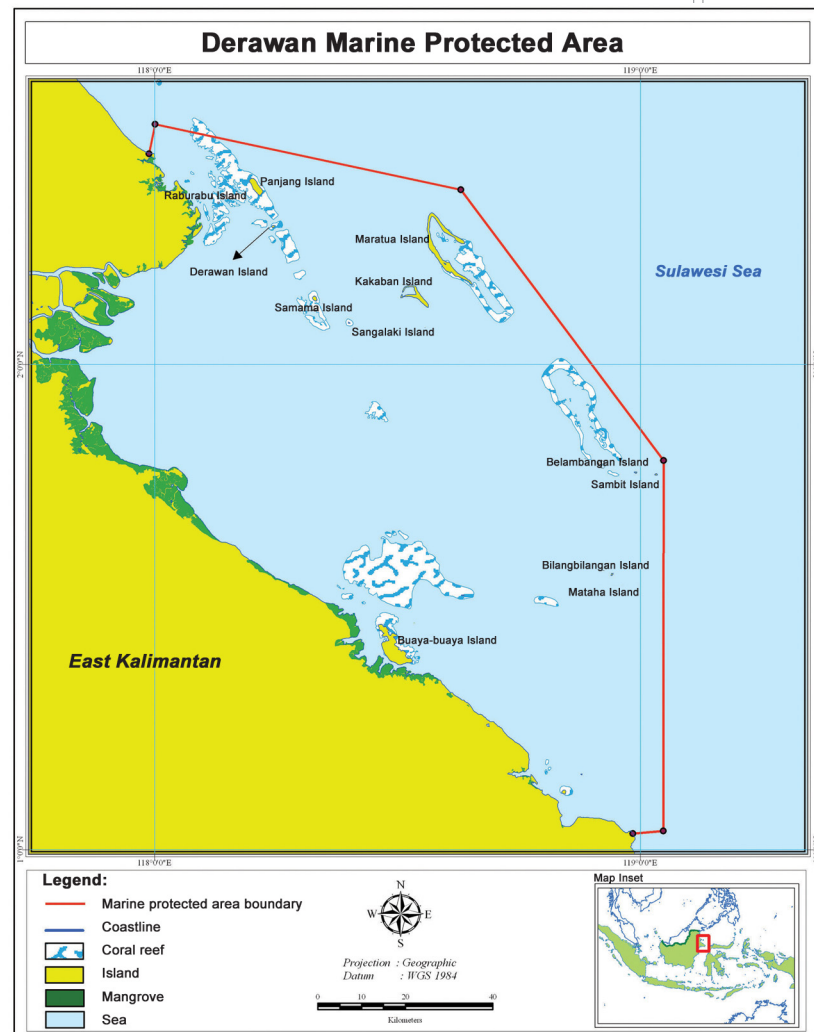 Derawan Marine Protected Area
118°0'0"E
119°0'0"E
Panjang Island
Raburabu Island
Maratua Island
Derawan Island
Sulawesi Sea
Kakaban Island
Samama Island
Sangalaki Island
2°0'0"N
Belambangan Island
Sambit Island
Bilangbilangan Island
Mataha Island
Buaya-buaya Island
East Kalimantan
1°0'0"N
118°0'0"E
119°0'0"E
Legend:
Marine protected area boundary
Coastline
Coral reef
Island
Mangrove
Sea
N
W
E
S
Projection : Geographic
Datum : WGS 1984
0 5 10 20 40
Kilometers
Map Inset